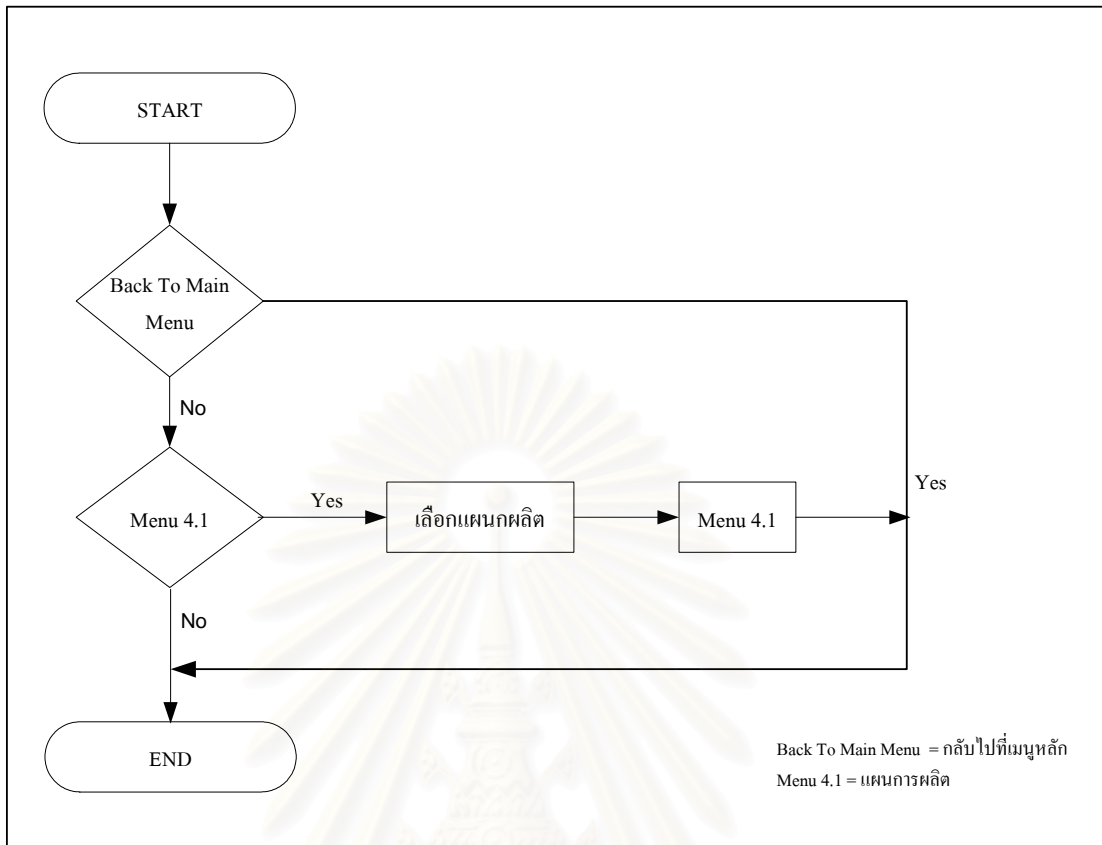 START
Back To Main
Menu
No
Yes
Menu 4.1
Yes
เลือกแผนกผลิต
Menu 4.1
No
END
Back To Main Menu = กลับไปที่เมนูหลัก
Menu 4.1 = แผนการผลิต